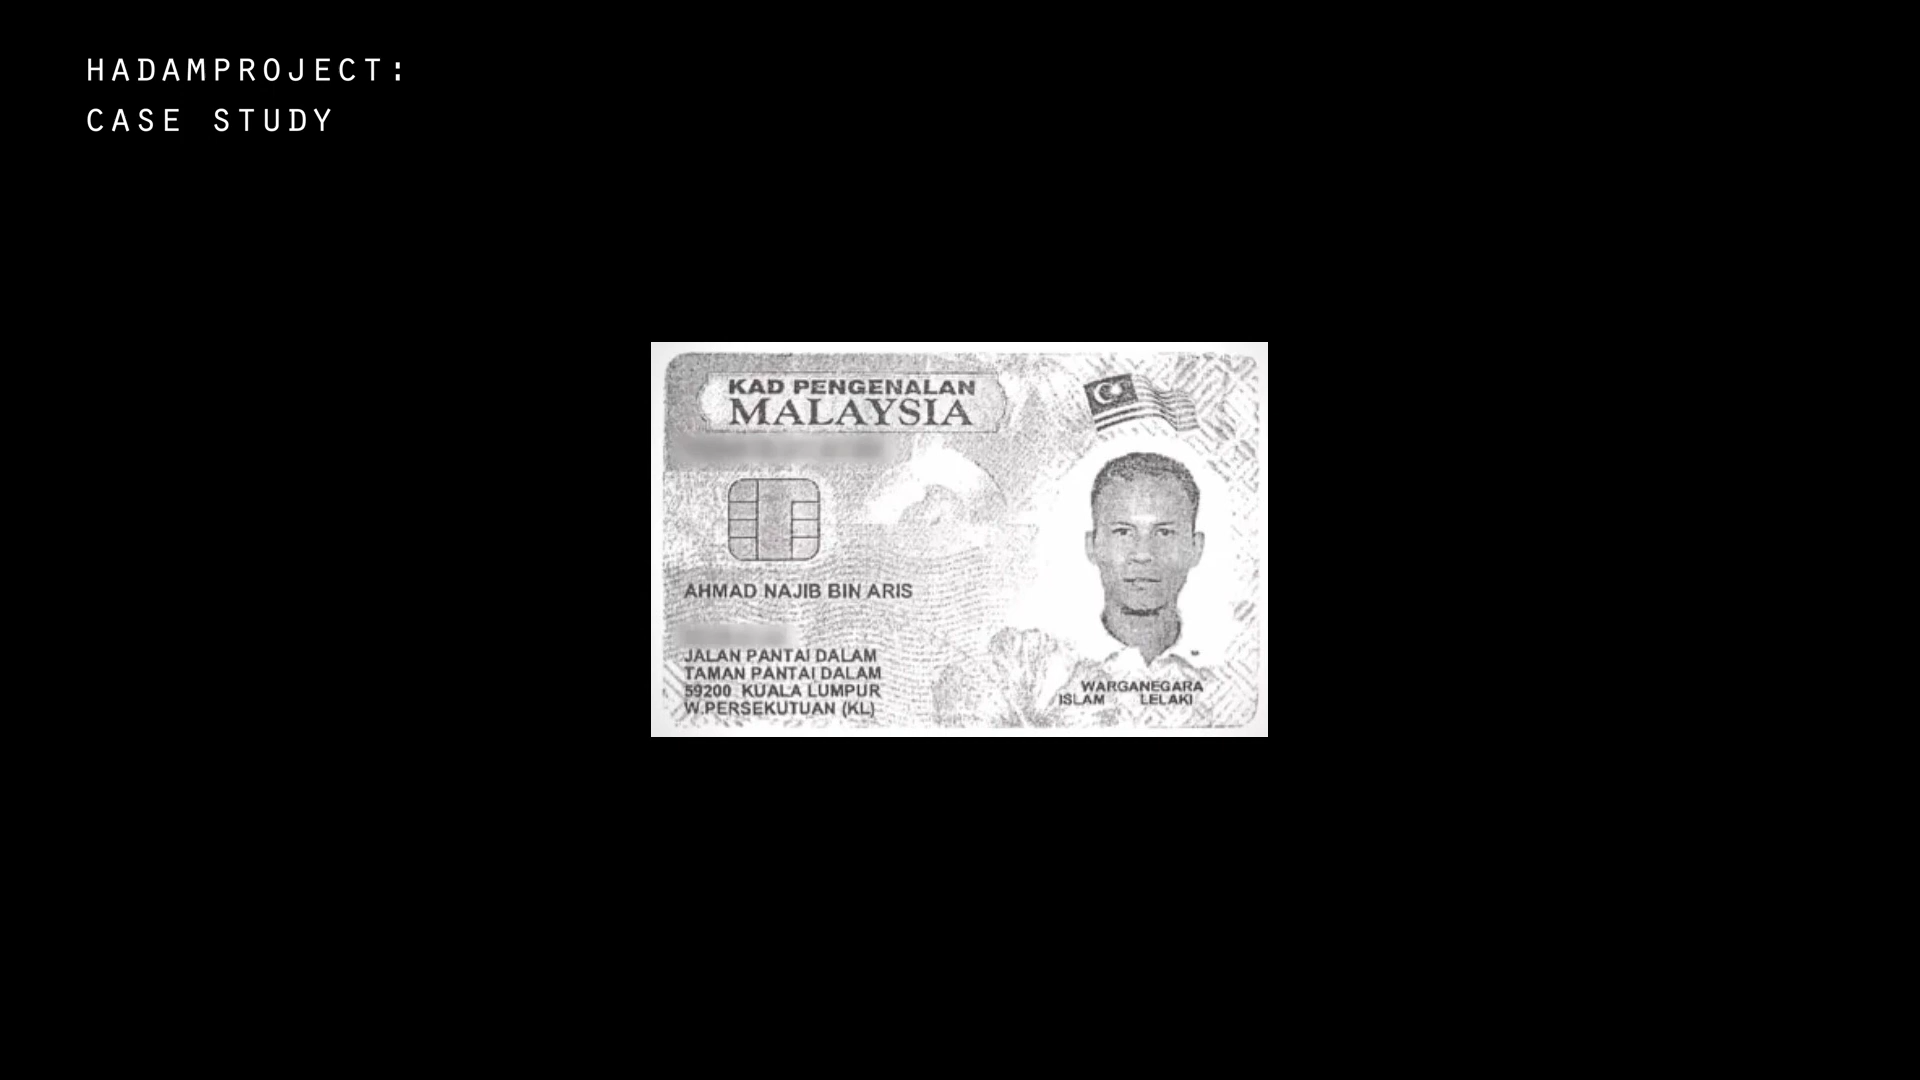 HADAMPROJECT:
CASE STUDY
KAD PENGENALAN
MALAYSIA
AHMAD NAJIB BIN ARIS
JALAN PANTAI DALAM
TAMAN PANTAI DALAM
59200 KUALA LUMPUR
W.PERSEKUTUAN (KL)
WARGANEGARA
ISLAM LELAKI